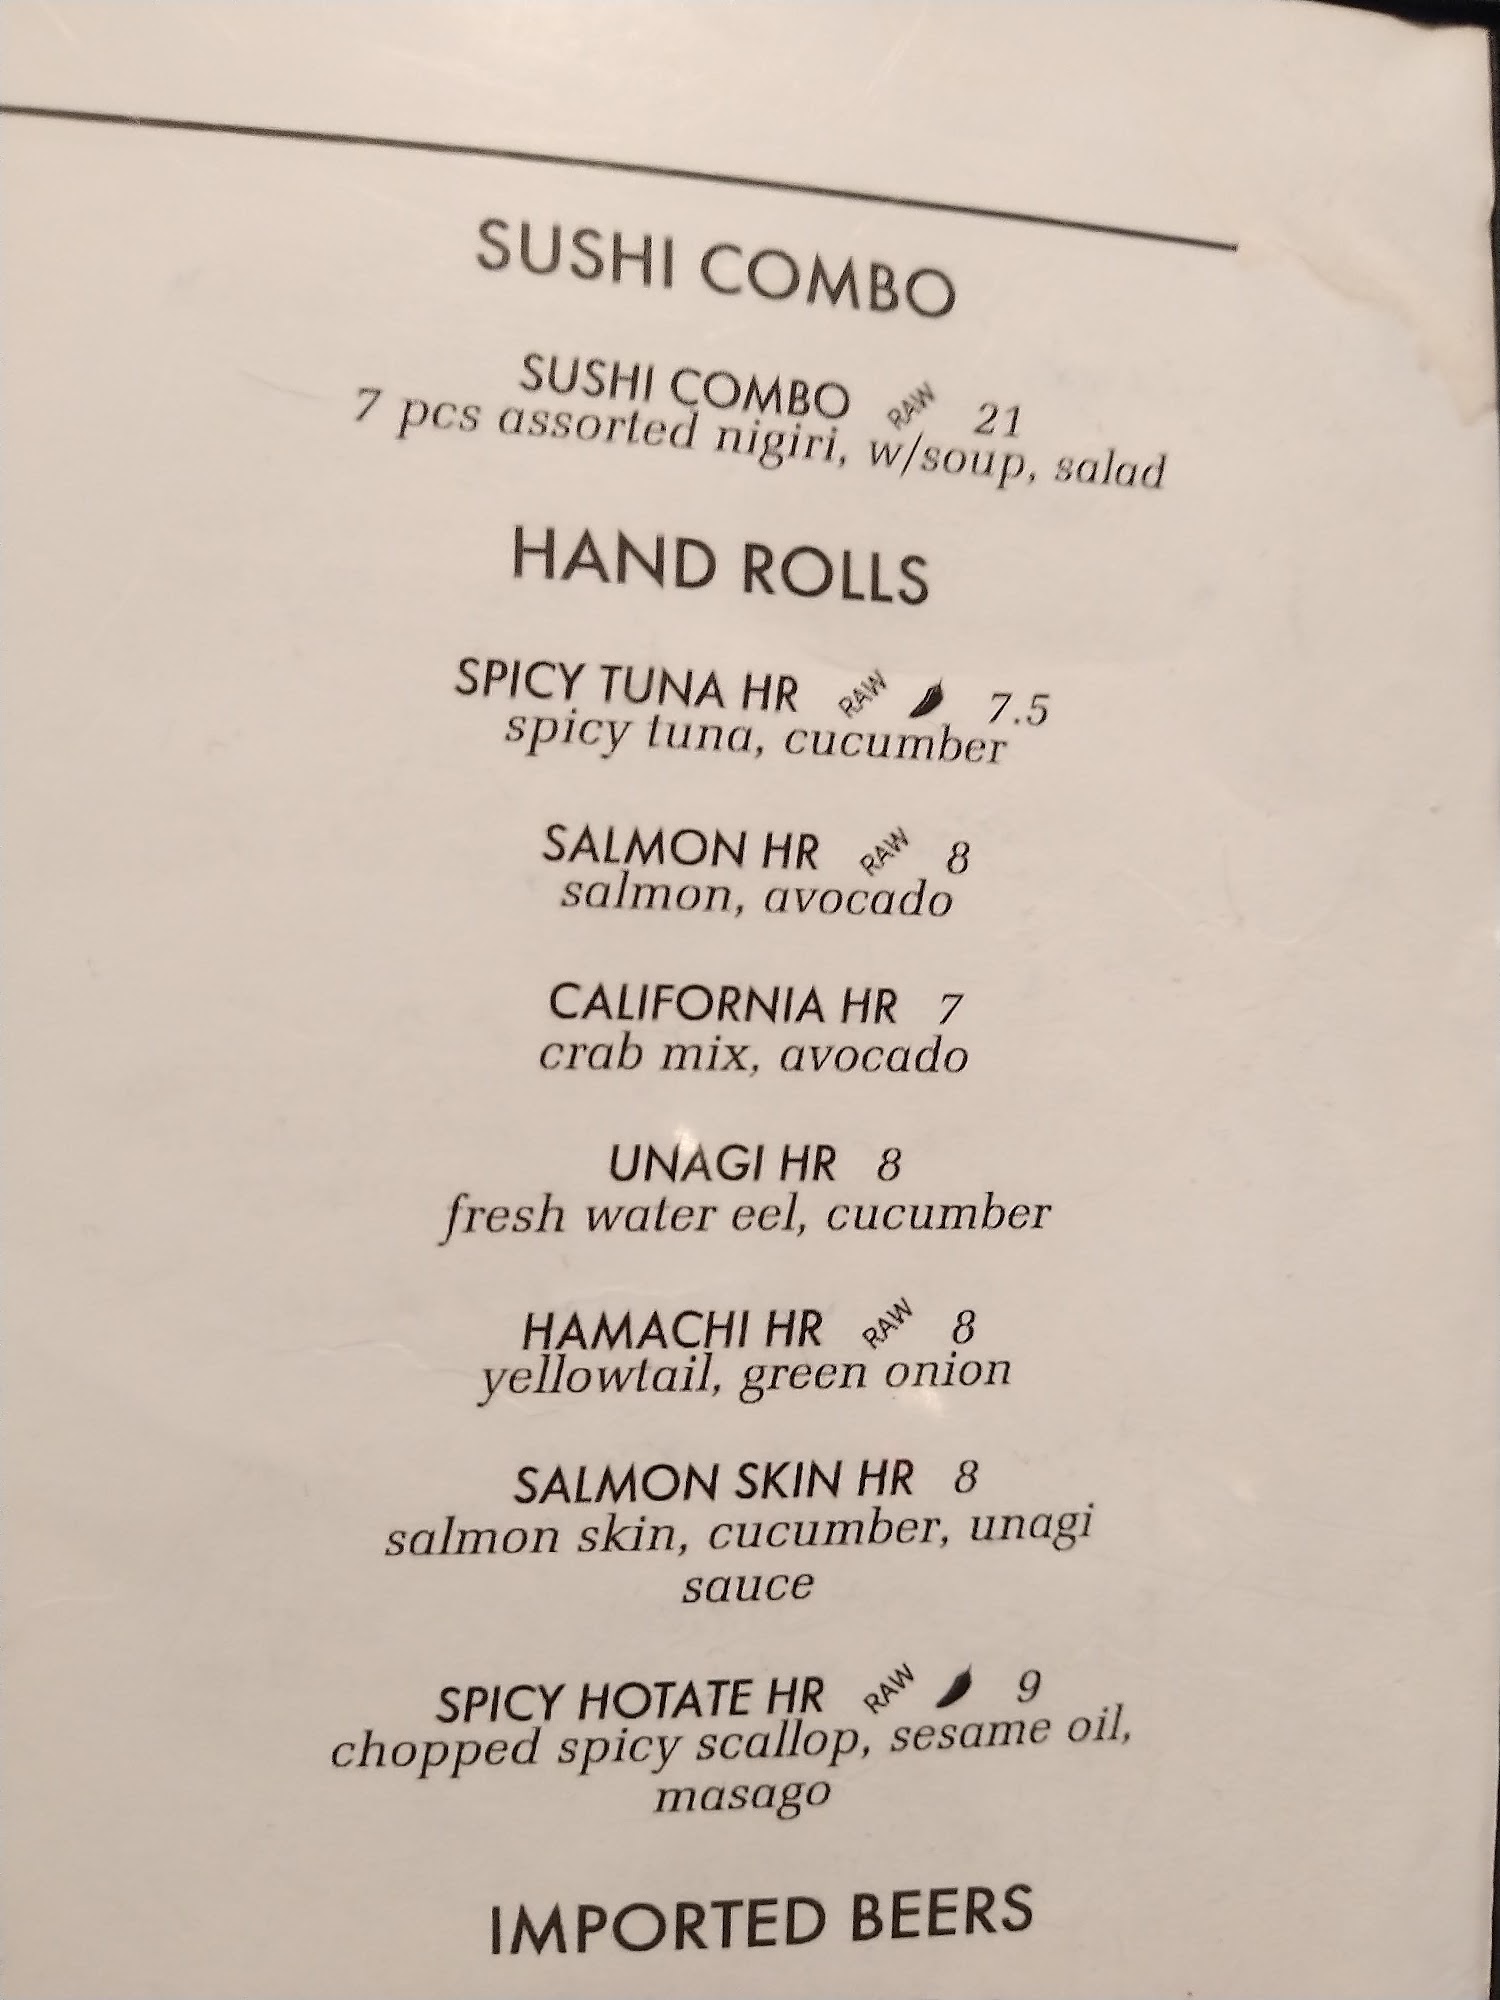 SUSHI COMBO
SUSHI COMBO RAW 21
7 pcs assorted nigiri, w/soup, salad
HAND ROLLS
SPICY TUNA HR RAW 7.5
spicy tuna, cucumber
SALMON HR RAW 8
salmon, avocado
CALIFORNIA HR 7
crab mix, avocado
UNAGI HR 8
fresh water eel, cucumber
HAMACHI HR RAW 8
yellowtail, green onion
SALMON SKIN HR 8
salmon skin, cucumber, unagi
sauce
SPICY HOTATE HR RAW 9
chopped spicy scallop, sesame oil,
masago
IMPORTED BEERS